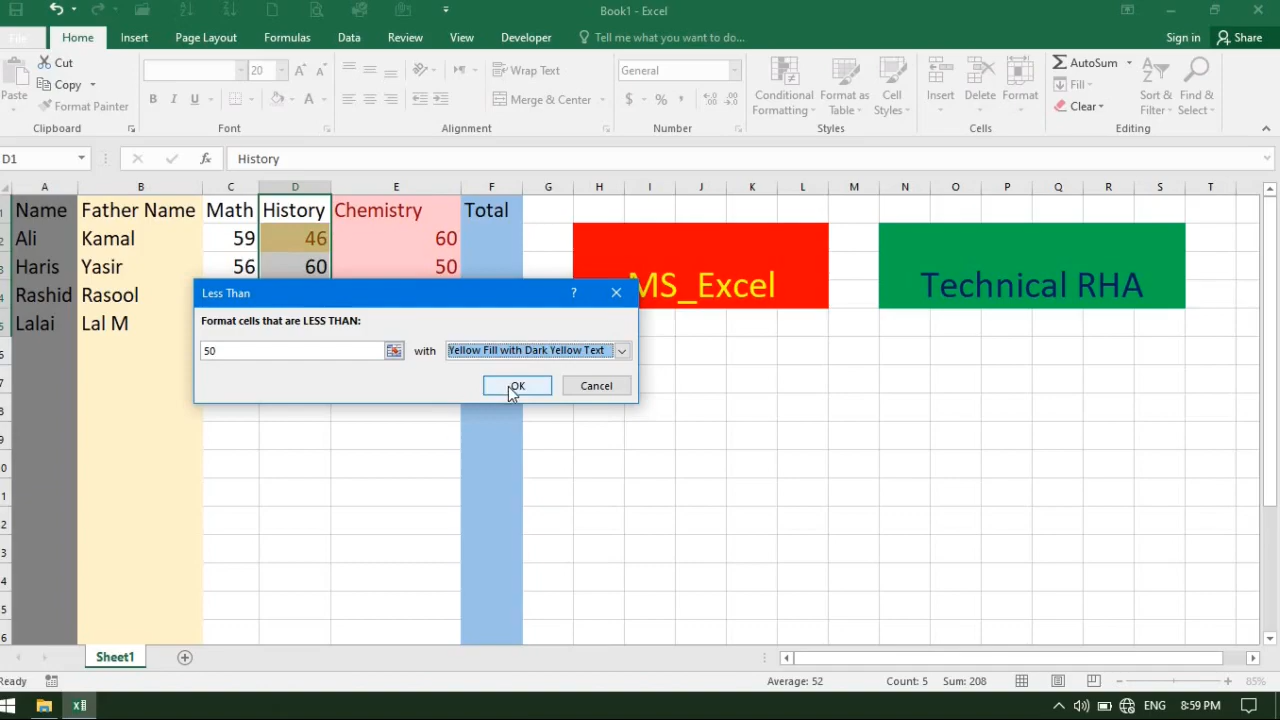 Book1 - Excel
File Home Insert Page Layout Formulas Data Review View Developer Tell me what you want to do... Sign in Share
Paste
Cut
Copy
Format Painter
Clipboard
20
B I U
Font
Wrap Text
Merge & Center
Alignment
General
$ % ,
Number
Conditional Formatting
Format as Table
Cell Styles
Styles
Insert Delete Format
Cells
AutoSum
Fill
Clear
Sort & Filter
Find & Select
Editing
D1 fx History
A B C D E F G H I J K L M N O P Q R S T
Name Father Name Math History Chemistry Total
Ali Kamal 59 46 60
Haris Yasir 56 60 50
Rashid Rasool
Lalai Lal M
MS_Excel
Technical RHA
Less Than ?
Format cells that are LESS THAN:
50 with Yellow Fill with Dark Yellow Text
OK Cancel
Sheet1
Ready Average: 52 Count: 5 Sum: 208 85%
ENG 8:59 PM